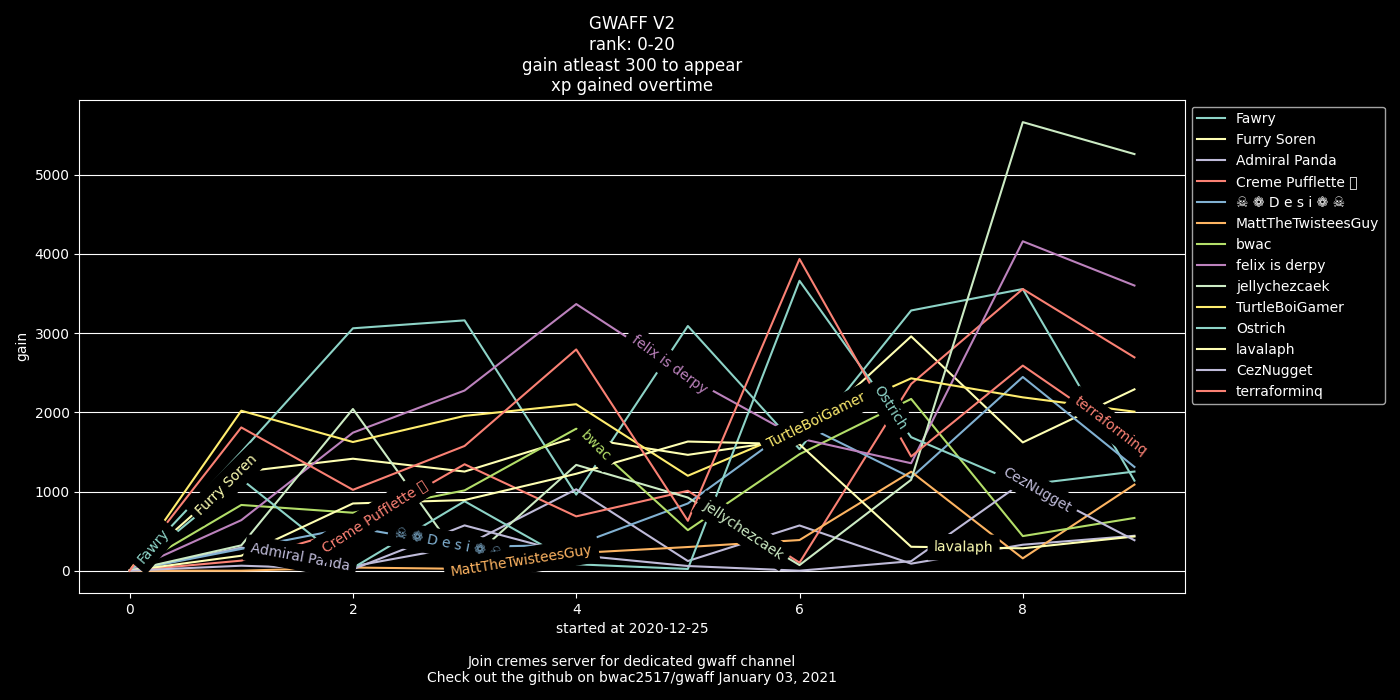 GWAFF V2
rank: 0-20
gain atleast 300 to appear
xp gained overtime
gain
5000
4000
3000
2000
1000
0
0
2
4
6
8
started at 2020-12-25
Fawry
Furry Soren
Admiral Panda
Creme Pufflette
☠ ❁ D e s i ❁ ☠
MattTheTwisteesGuy
bwac
felix is derpy
jellychezcaek
TurtleBoiGamer
Ostrich
lavalaph
CezNugget
terraforminq
Fawry
Furry Soren
Admiral Panda
Creme Pufflette
☠ ❁ D e s i ❁
MattTheTwisteesGuy
bwac
felix is derpy
jellychezcaek
TurtleBoiGamer
Ostrich
lavalaph
CezNugget
terraforminq
Join cremes server for dedicated gwaff channel
Check out the github on bwac2517/gwaff January 03, 2021